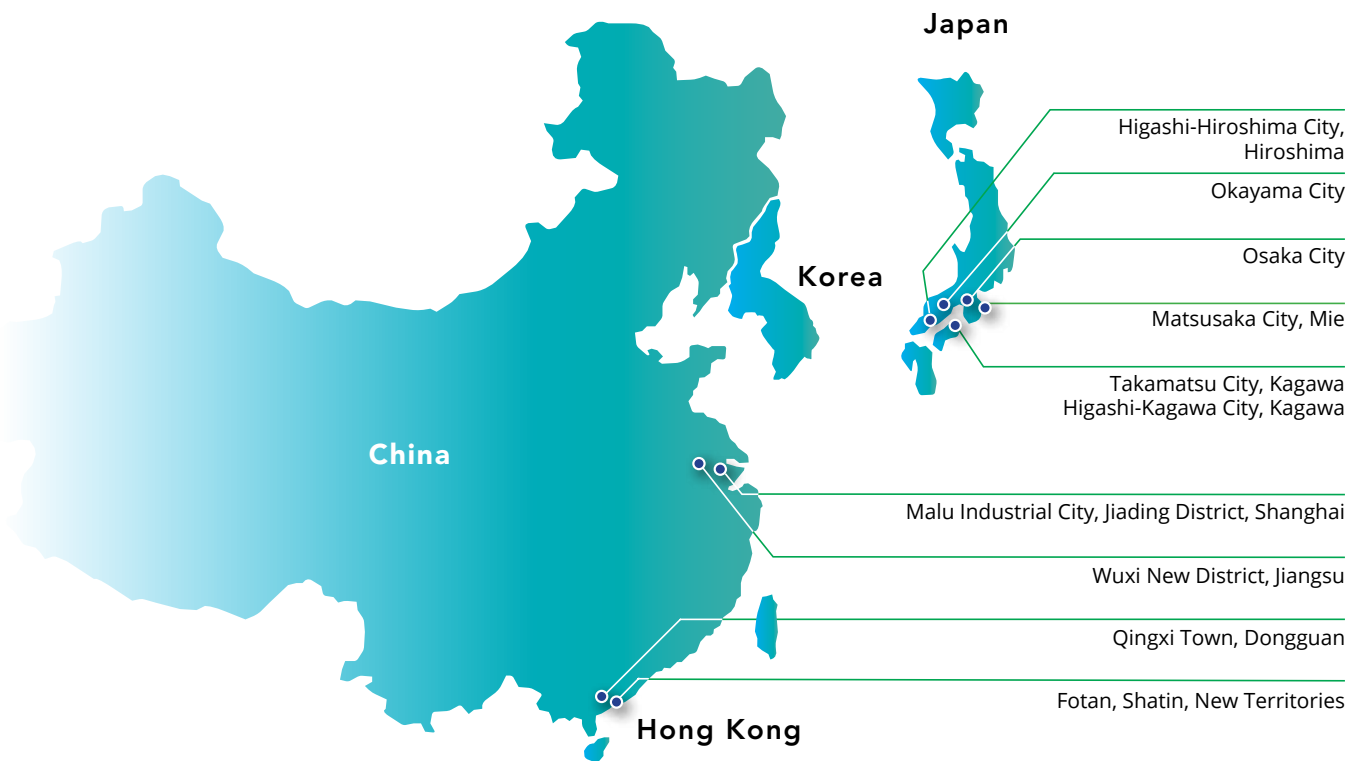 Japan
Higashi-Hiroshima City,
Hiroshima
Okayama City
Osaka City
Korea
Matsusaka City, Mie
Takamatsu City, Kagawa
Higashi-Kagawa City, Kagawa
China
Malu Industrial City, Jiading District, Shanghai
Wuxi New District, Jiangsu
Qingxi Town, Dongguan
Fotan, Shatin, New Territories
Hong Kong